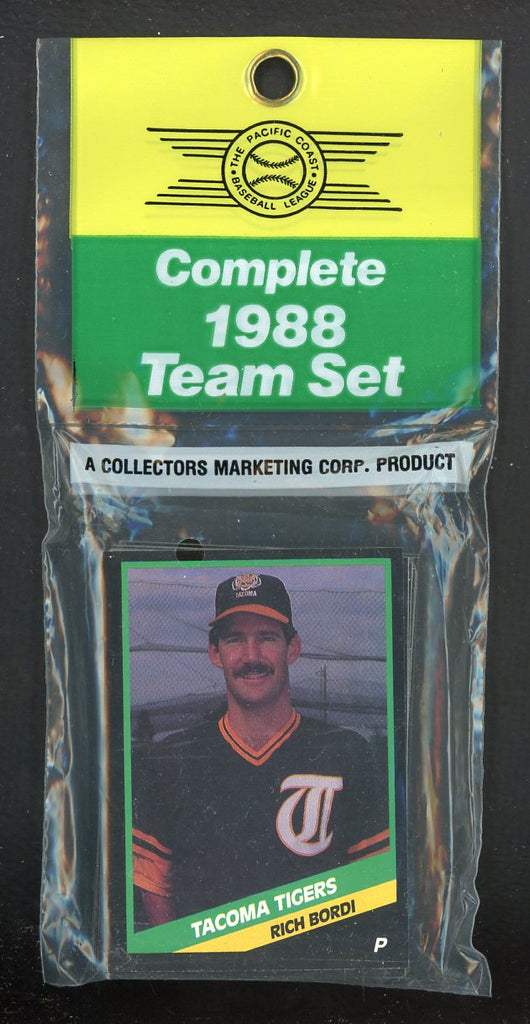 THE PACIFIC COAST
BASEBALL LEAGUE
Complete
1988
Team Set
A COLLECTORS MARKETING CORP. PRODUCT
TACOMA
T
TACOMA TIGERS
RICH BORDI
P